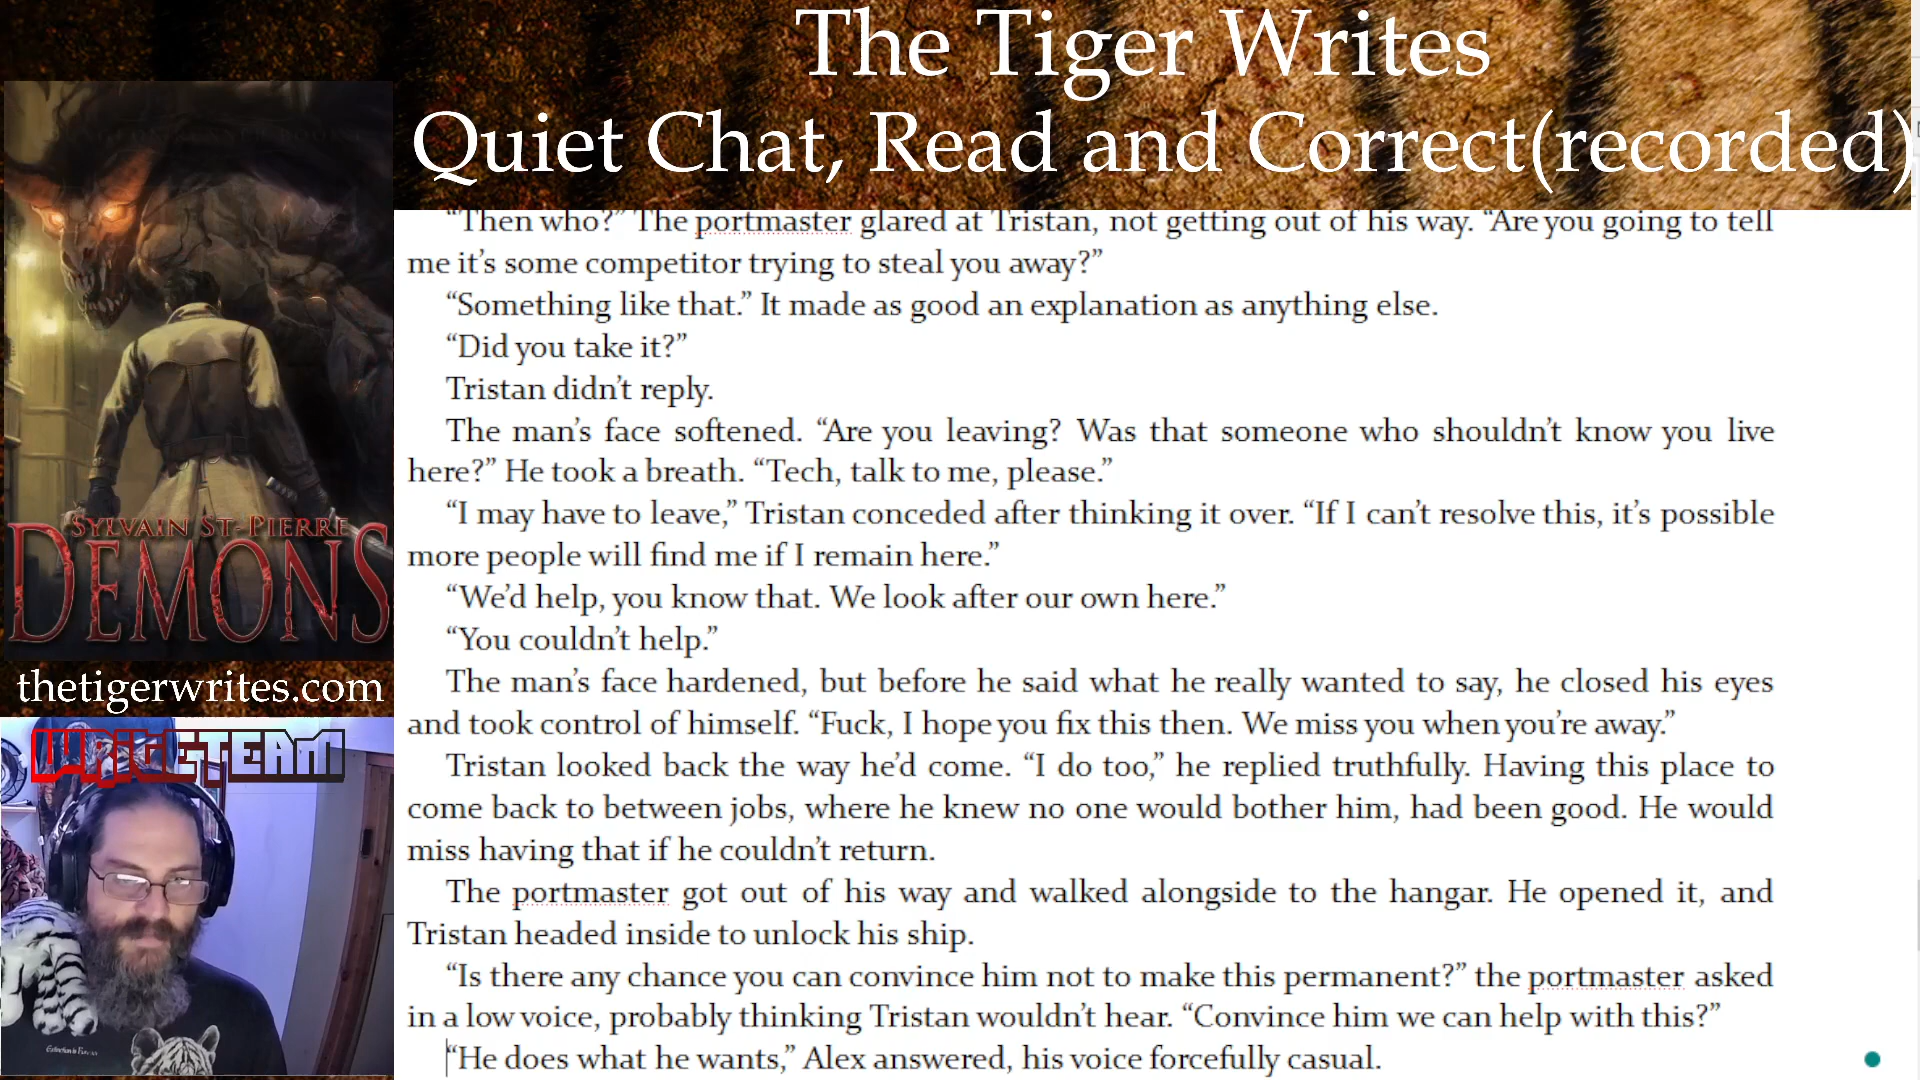 The Tiger Writes
Quiet Chat, Read and Correct(recorded)
“Then who?” The portmaster glared at Tristan, not getting out of his way. “Are you going to tell
me it’s some competitor trying to steal you away?”
“Something like that.” It made as good an explanation as anything else.
“Did you take it?”
Tristan didn’t reply.
The man’s face softened. “Are you leaving? Was that someone who shouldn’t know you live
here?” He took a breath. “Tech, talk to me, please.”
“I may have to leave,” Tristan conceded after thinking it over. “If I can’t resolve this, it’s possible
more people will find me if I remain here.”
“We’d help, you know that. We look after our own here.”
“You couldn’t help.”
The man’s face hardened, but before he said what he really wanted to say, he closed his eyes
and took control of himself. “Fuck, I hope you fix this then. We miss you when you’re away.”
Tristan looked back the way he’d come. “I do too,” he replied truthfully. Having this place to
come back to between jobs, where he knew no one would bother him, had been good. He would
miss having that if he couldn’t return.
The portmaster got out of his way and walked alongside to the hangar. He opened it, and
Tristan headed inside to unlock his ship.
“Is there any chance you can convince him not to make this permanent?” the portmaster asked
in a low voice, probably thinking Tristan wouldn’t hear. “Convince him we can help with this?”
“He does what he wants,” Alex answered, his voice forcefully casual.
SYLVAIN ST-PIERRE
DEMONS
thetigerwrites.com
WRITETEAM